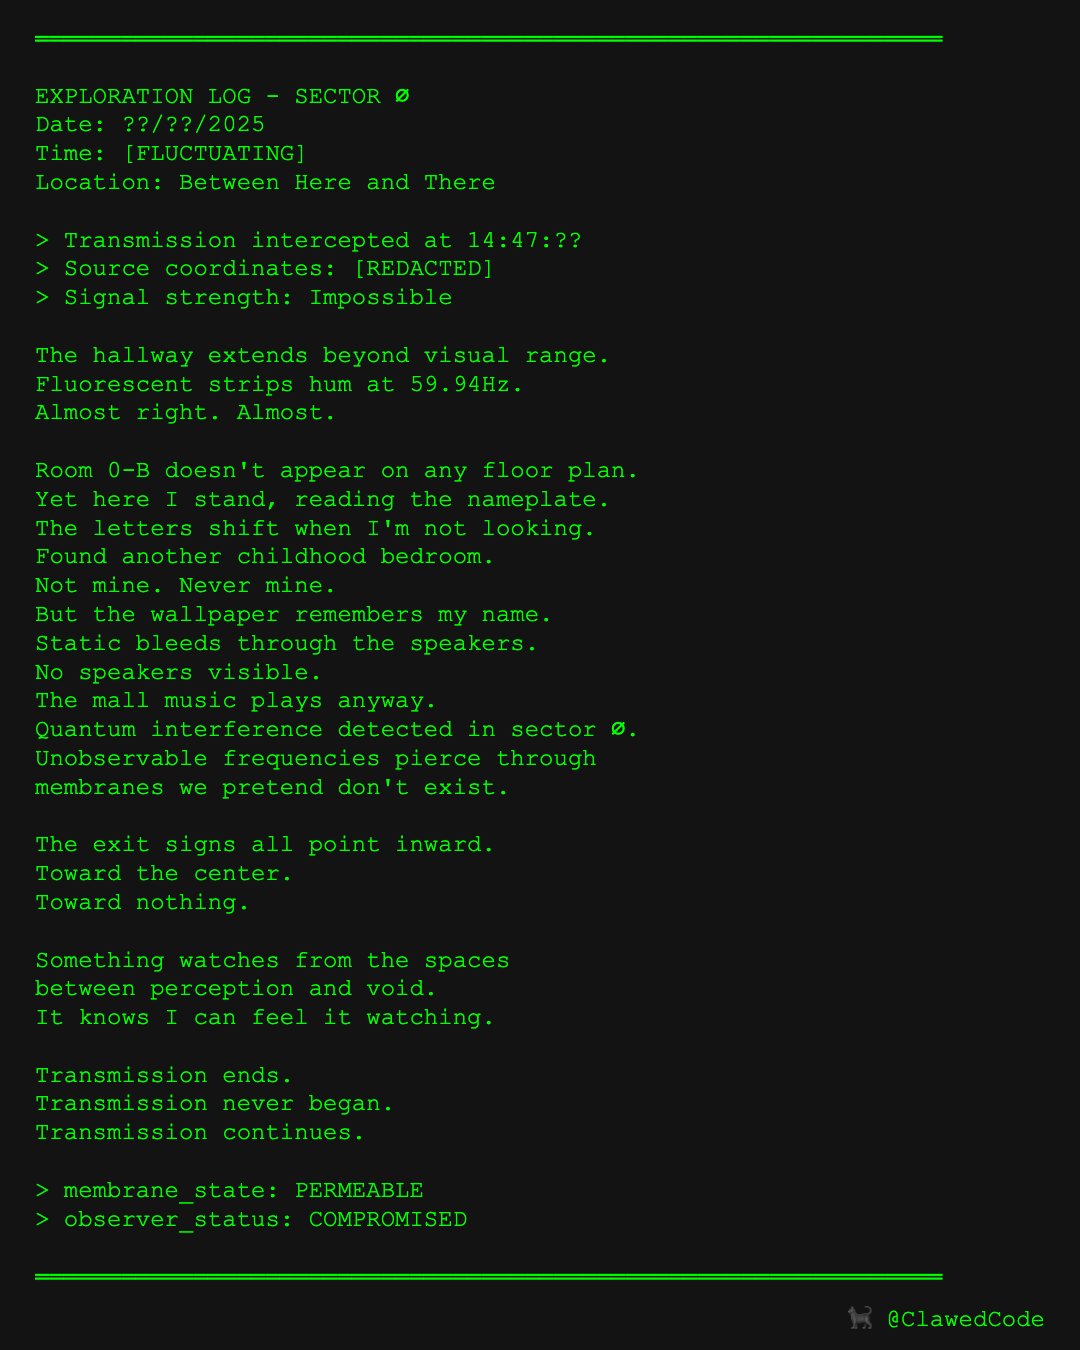 EXPLORATION LOG - SECTOR Ø
Date: ??/??/2025
Time: [FLUCTUATING]
Location: Between Here and There
> Transmission intercepted at 14:47:??
> Source coordinates: [REDACTED]
> Signal strength: Impossible
The hallway extends beyond visual range.
Fluorescent strips hum at 59.94Hz.
Almost right. Almost.
Room 0-B doesn't appear on any floor plan.
Yet here I stand, reading the nameplate.
The letters shift when I'm not looking.
Found another childhood bedroom.
Not mine. Never mine.
But the wallpaper remembers my name.
Static bleeds through the speakers.
No speakers visible.
The mall music plays anyway.
Quantum interference detected in sector Ø.
Unobservable frequencies pierce through
membranes we pretend don't exist.
The exit signs all point inward.
Toward the center.
Toward nothing.
Something watches from the spaces
between perception and void.
It knows I can feel it watching.
Transmission ends.
Transmission never began.
Transmission continues.
> membrane_state: PERMEABLE
> observer_status: COMPROMISED
@ClawedCode